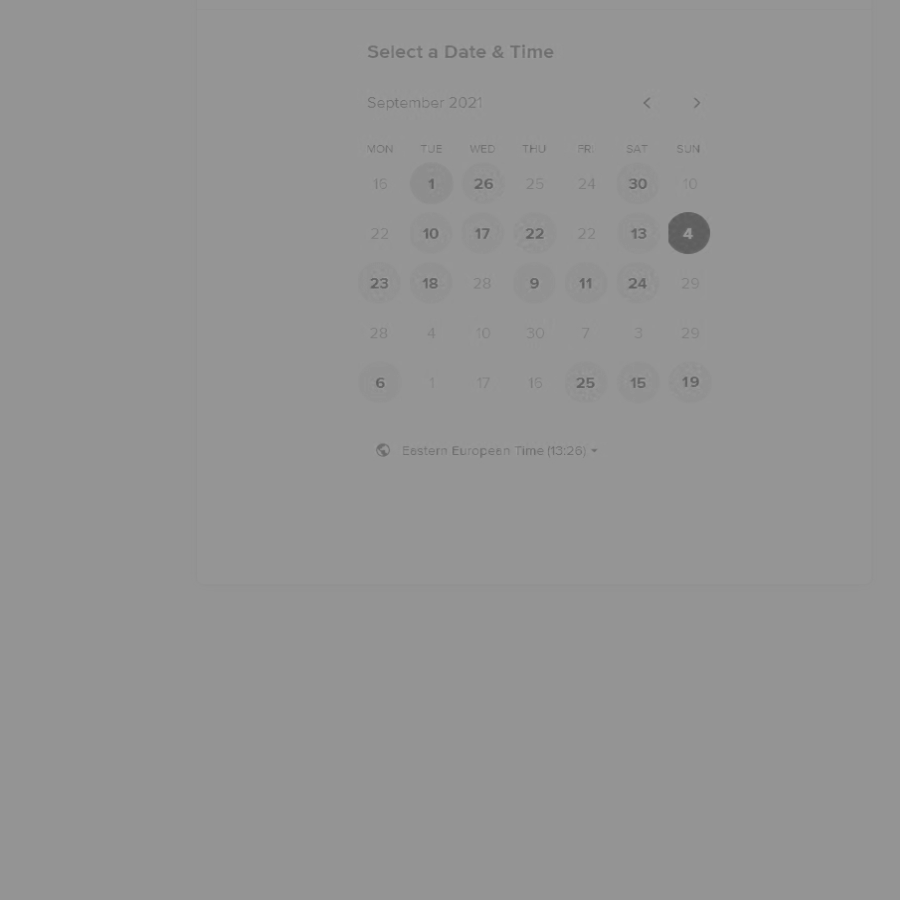 Select a Date & Time
September 2021
MON TUE WED THU FRI SAT SUN
15 1 26 25 24 30 10
22 10 17 22 22 13 4
23 18 28 9 11 24 29
28 4 10 30 7 3 29
6 1 17 16 25 15 19
Eastern European Time (13:26)